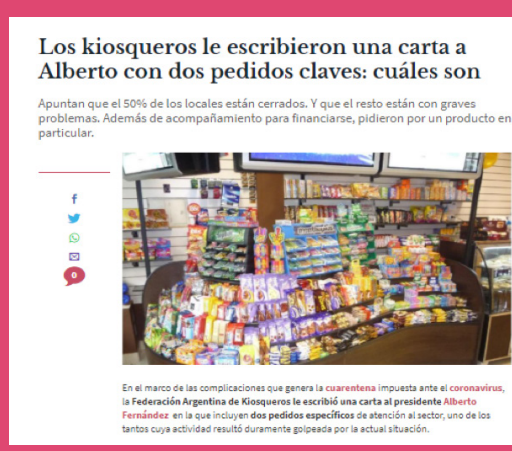 Los kiosqueros le escribieron una carta a
Alberto con dos pedidos claves: cuáles son
Apuntan que el 50% de los locales están cerrados. Y que el resto están con graves
problemas. Además de acompañamiento para financiarse, pidieron por un producto en
particular.
0
En el marco de las complicaciones que genera la cuarentena impuesta ante el coronavirus,
la Federación Argentina de Kiosqueros le escribió una carta al presidente Alberto
Fernández en la que incluyen dos pedidos específicos de atención al sector, uno de los
tantos cuya actividad resultó duramente golpeada por la actual situación.